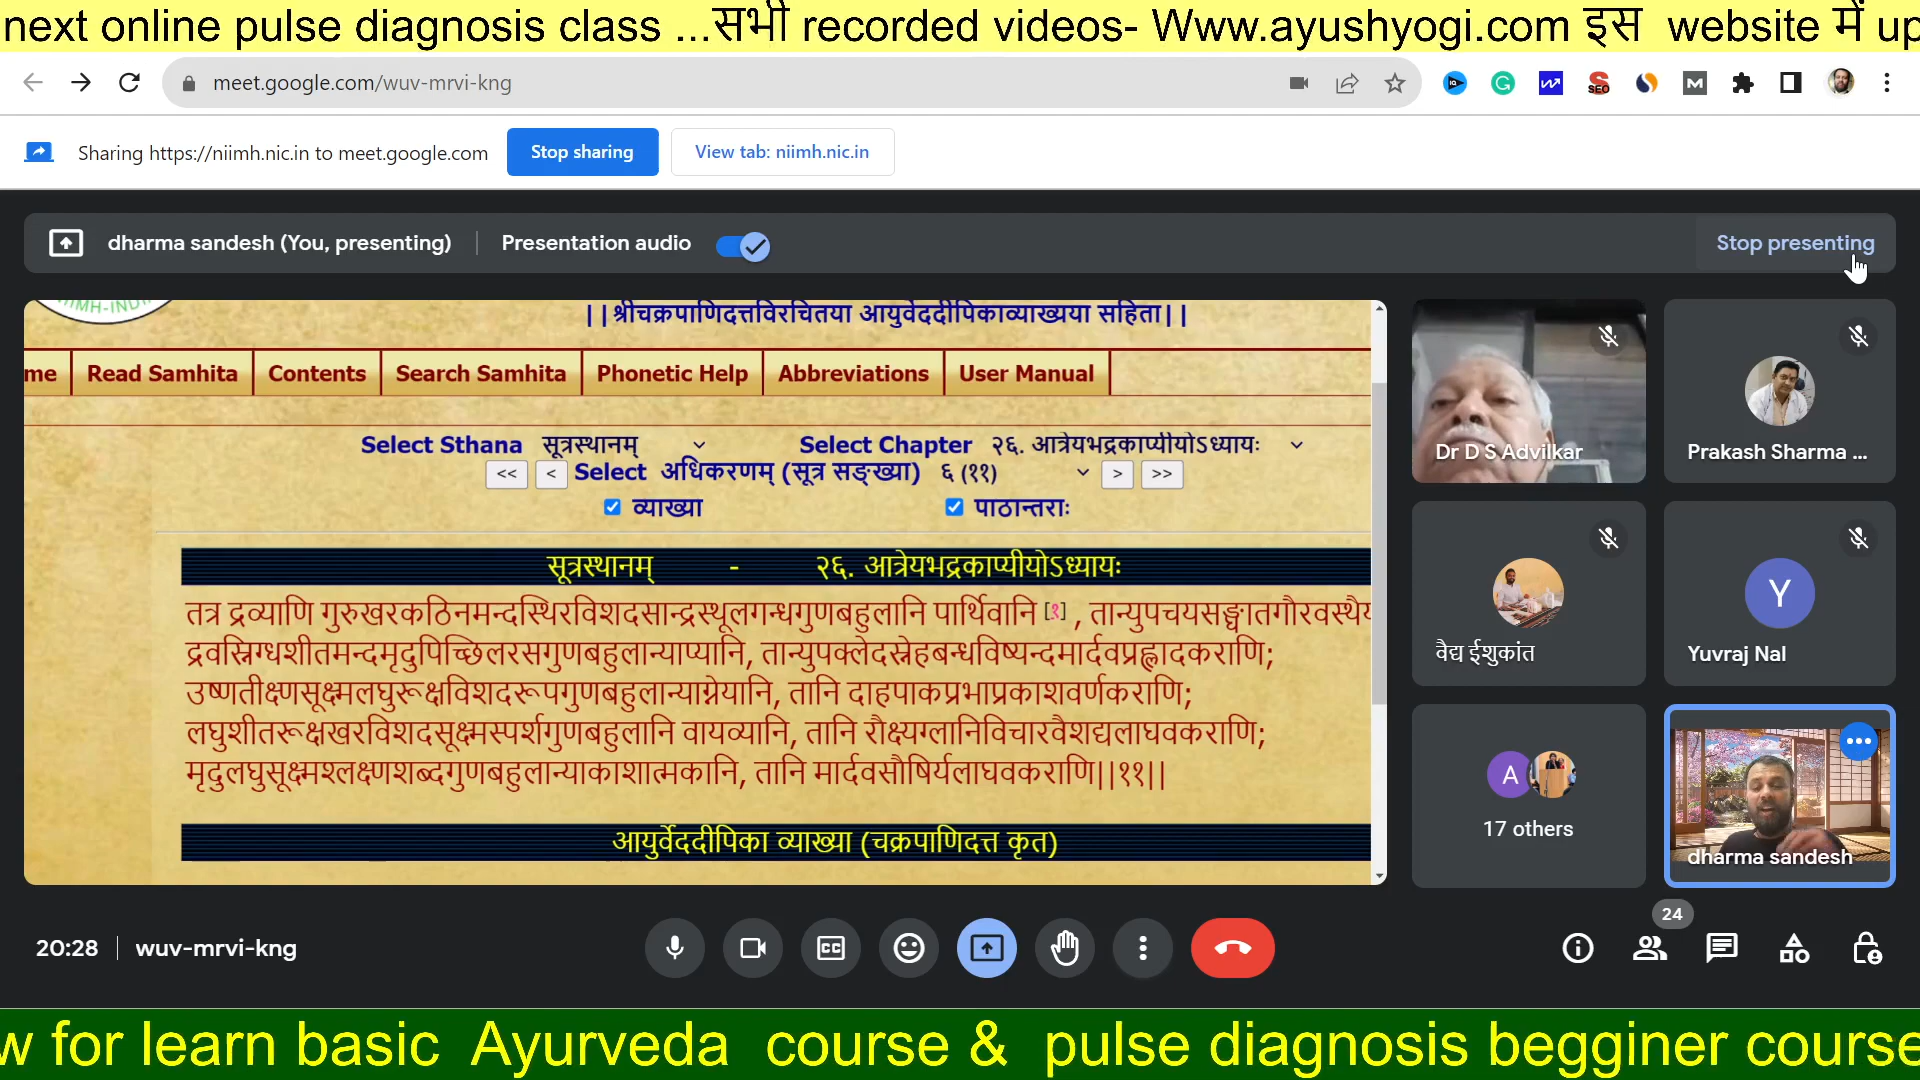 next online pulse diagnosis class ...सभी recorded videos- Www.ayushyogi.com इस website में up
meet.google.com/wuv-mrvi-kng
Sharing https://niimh.nic.in to meet.google.com
Stop sharing
View tab: niimh.nic.in
dharma sandesh (You, presenting)
Presentation audio
Stop presenting
IIMH-INDI
||श्रीचक्रपाणिदत्तविरचितया आयुर्वेददीपिकाव्याख्यया सहिता||
me
Read Samhita
Contents
Search Samhita
Phonetic Help
Abbreviations
User Manual
Select Sthana सूत्रस्थानम् Select Chapter २६. आत्रेयभद्रकाप्यीयोऽध्यायः
<< < Select अधिकरणम् (सूत्र सङ्ख्या) ६ (११) > >>
व्याख्या पाठान्तराः
सूत्रस्थानम् - २६. आत्रेयभद्रकाप्यीयोऽध्यायः
तत्र द्रव्याणि गुरुखरकठिनमन्दस्थिरविशदसान्द्रस्थूलगन्धगुणबहुलानि पार्थिवानि [१] , तान्युपचयसङ्घातगौरवस्थैय
द्रवस्निग्धशीतमन्दमृदुपिच्छिलरसगुणबहुलान्याप्यानि, तान्युपक्लेदस्नेहबन्धविष्यन्दमार्दवप्रह्लादकराणि;
उष्णतीक्ष्णसूक्ष्मलघुरूक्षविशदरूपगुणबहुलान्याग्नेयानि, तानि दाहपाकप्रभाप्रकाशवर्णकराणि;
लघुशीतरूक्षखरविशदसूक्ष्मस्पर्शगुणबहुलानि वायव्यानि, तानि रौक्ष्यग्लानिविचारवैशद्यलाघवकराणि;
मृदुलघुसूक्ष्मश्लक्ष्णशब्दगुणबहुलान्याकाशात्मकानि, तानि मार्दवसौषिर्यलाघवकराणि||११||
आयुर्वेददीपिका व्याख्या (चक्रपाणिदत्त कृत)
Dr D S Advilkar
Prakash Sharma ...
वैद्य ईशुकांत
Y
Yuvraj Nal
A
17 others
dharma sandesh
20:28
wuv-mrvi-kng
24
w for learn basic Ayurveda course & pulse diagnosis begginer course